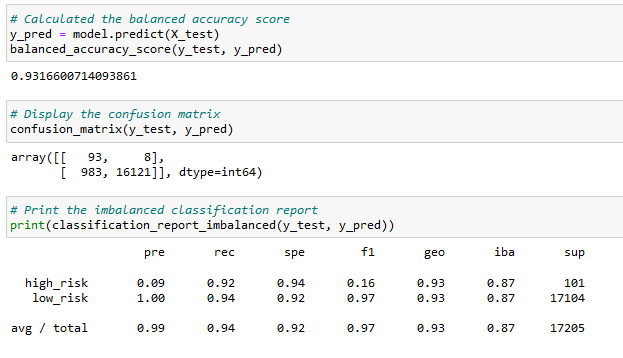 # Calculated the balanced accuracy score
y_pred = model.predict(X_test)
balanced_accuracy_score(y_test, y_pred)
0.9316600714093861
# Display the confusion matrix
confusion_matrix(y_test, y_pred)
array([[   93,     8],
       [  983, 16121]], dtype=int64)
# Print the imbalanced classification report
print(classification_report_imbalanced(y_test, y_pred))
pre rec spe f1 geo iba sup
high_risk 0.09 0.92 0.94 0.16 0.93 0.87 101
low_risk 1.00 0.94 0.92 0.97 0.93 0.87 17104
avg / total 0.99 0.94 0.92 0.97 0.93 0.87 17205